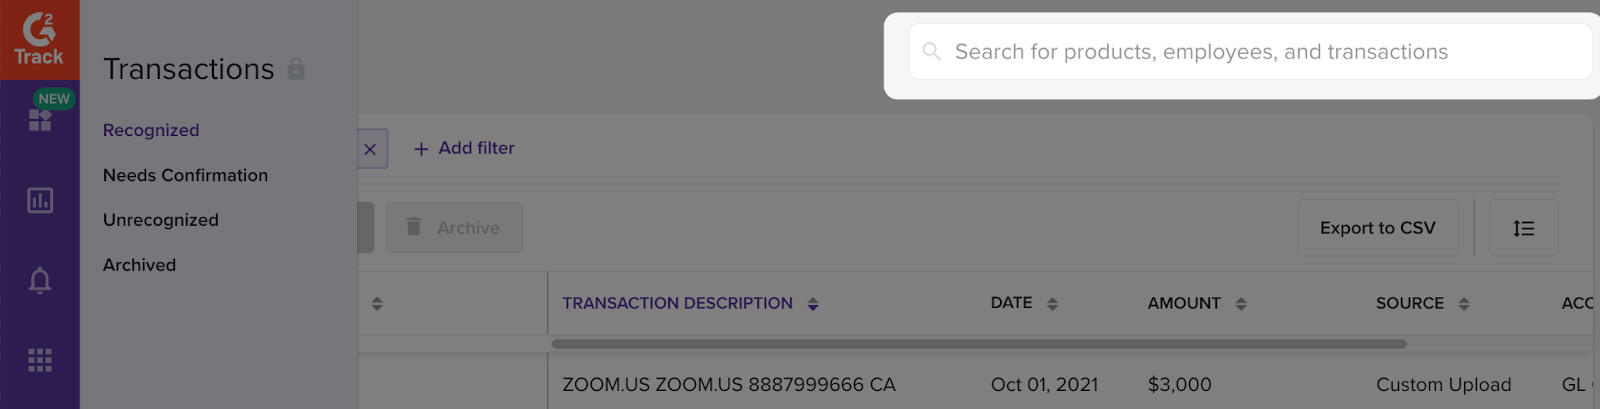 G2
Track
NEW
Transactions
Recognized
Needs Confirmation
Unrecognized
Archived
Search for products, employees, and transactions
+ Add filter
Archive
Export to CSV
TRANSACTION DESCRIPTION
DATE
AMOUNT
SOURCE
ACC
ZOOM.US ZOOM.US 8887999666 CA
Oct 01, 2021
$3,000
Custom Upload
GL